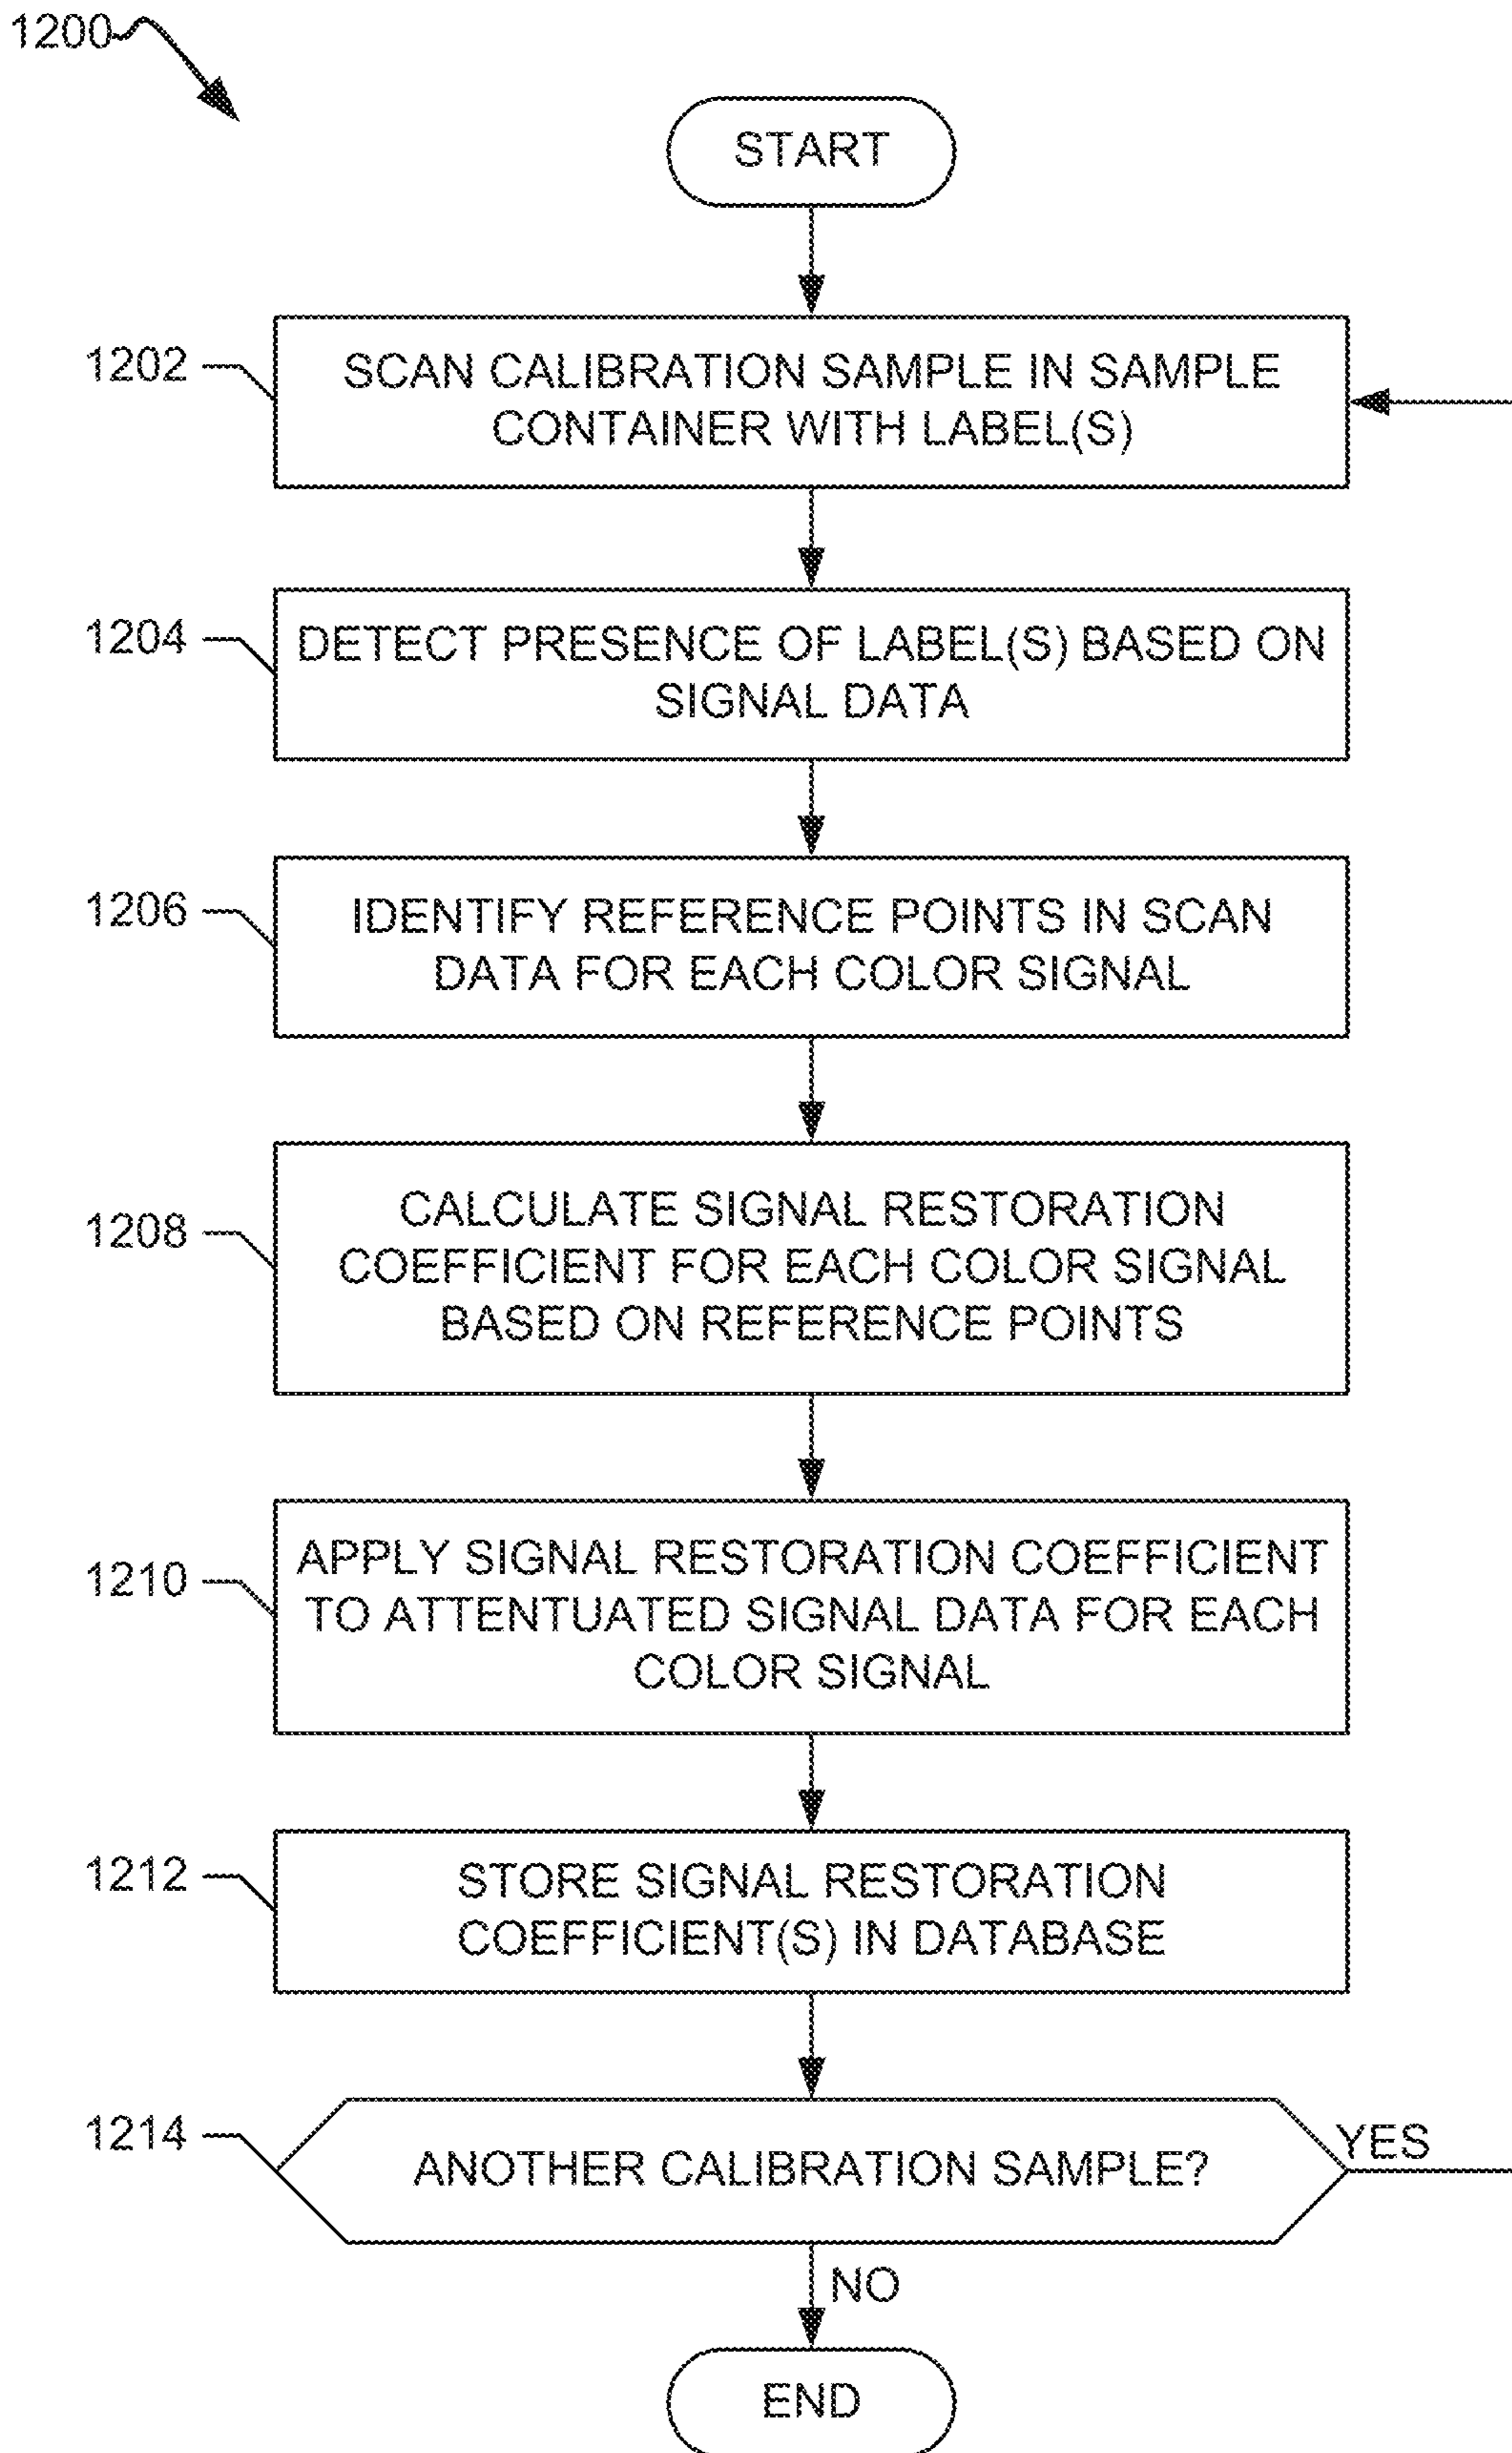 1200
START
1202
SCAN CALIBRATION SAMPLE IN SAMPLE
CONTAINER WITH LABEL(S)
1204
DETECT PRESENCE OF LABEL(S) BASED ON
SIGNAL DATA
1206
IDENTIFY REFERENCE POINTS IN SCAN
DATA FOR EACH COLOR SIGNAL
1208
CALCULATE SIGNAL RESTORATION
COEFFICIENT FOR EACH COLOR SIGNAL
BASED ON REFERENCE POINTS
1210
APPLY SIGNAL RESTORATION COEFFICIENT
TO ATTENTUATED SIGNAL DATA FOR EACH
COLOR SIGNAL
1212
STORE SIGNAL RESTORATION
COEFFICIENT(S) IN DATABASE
1214
ANOTHER CALIBRATION SAMPLE?
YES
NO
END